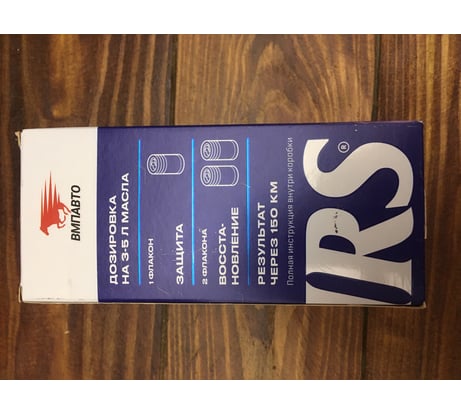 ВМПАВТО
ДОЗИРОВКА
НА 3-5 Л МАСЛА
1 ФЛАКОН
ЗАЩИТА
2 ФЛАКОНА
ВОССТА-
НОВЛЕНИЕ
РЕЗУЛЬТАТ
ЧЕРЕЗ 150 КМ
Полная инструкция внутри коробки
RS®